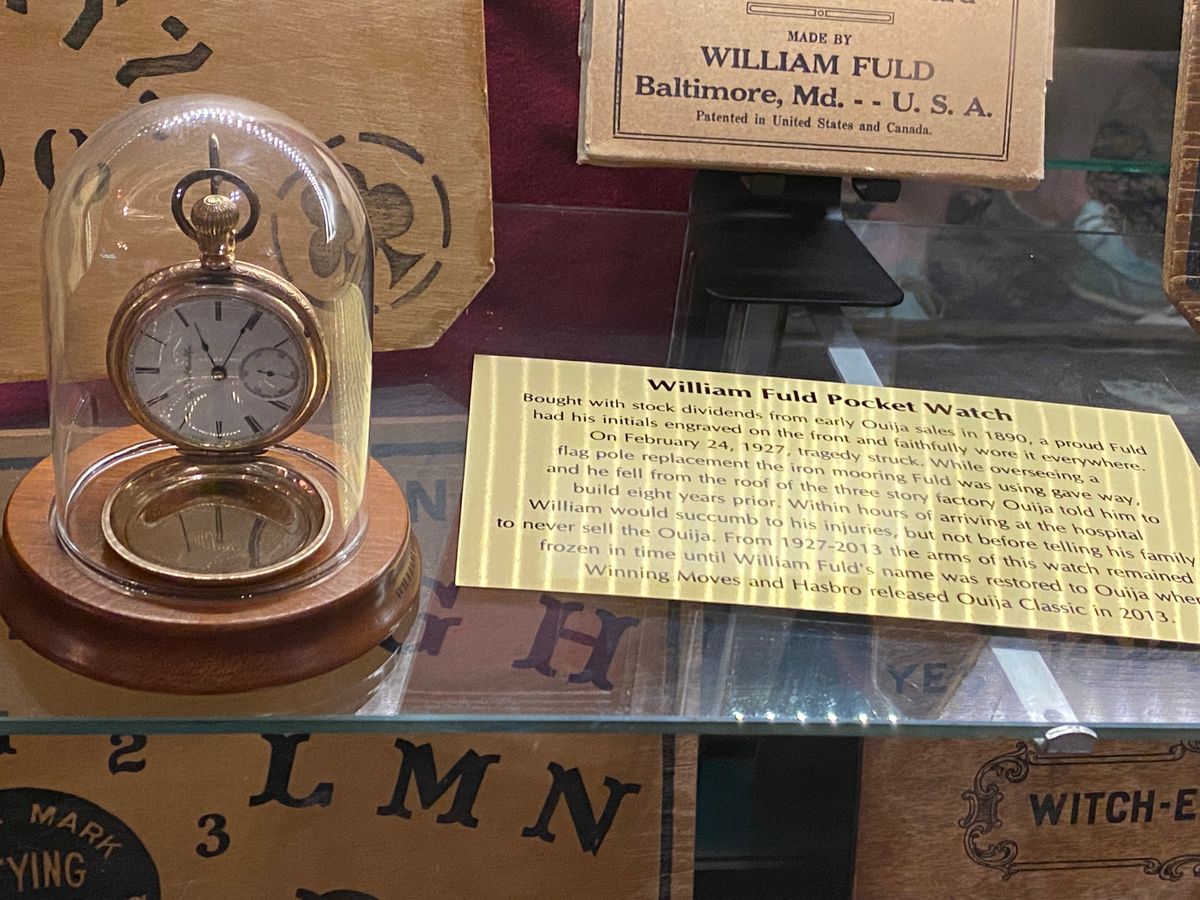 MADE BY
WILLIAM FULD
Baltimore, Md. - - U. S. A.
Patented in United States and Canada.
William Fuld Pocket Watch
Bought with stock dividends from early Ouija sales in 1890, a proud Fuld
had his initials engraved on the front and faithfully wore it everywhere.
On February 24, 1927, tragedy struck. While overseeing a
flag pole replacement the iron mooring Fuld was using gave way,
and he fell from the roof of the three story factory Ouija told him to
build eight years prior. Within hours of arriving at the hospital
William would succumb to his injuries, but not before telling his family
to never sell the Ouija. From 1927-2013 the arms of this watch remained
frozen in time until William Fuld's name was restored to Ouija when
Winning Moves and Hasbro released Ouija Classic in 2013.
N
G H
YES
2 L M N
3
MARK
WITCH-E